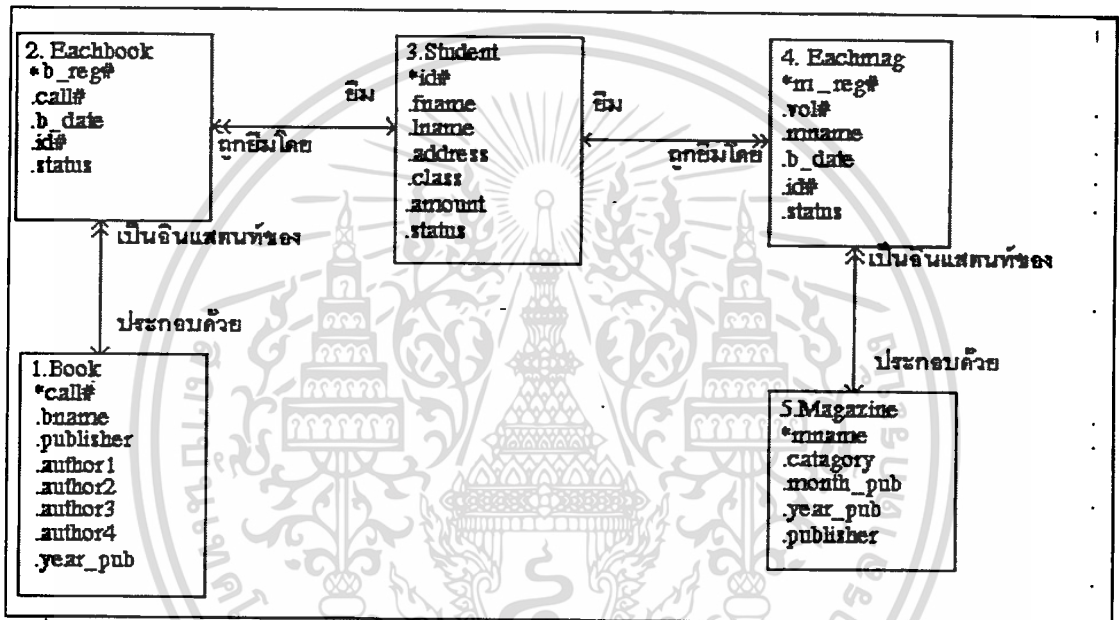 2. Eachbook
*b_reg#
.call#
.b_date
.id#
.status
ยืม
ถูกยืมโดย
3.Student
*id#
.fname
.lname
.address
.class
.amount
.status
ยืม
ถูกยืมโดย
4. Eachmag
*m_reg#
.vol#
.mname
.b_date
.id#
.status
เป็นอินแสตนท์ของ
ประกอบด้วย
1.Book
*call#
.bname
.publisher
.author1
.author2
.author3
.author4
.year_pub
เป็นอินแสตนท์ของ
ประกอบด้วย
5.Magazine
*mname
.catagory
.month_pub
.year_pub
.publisher